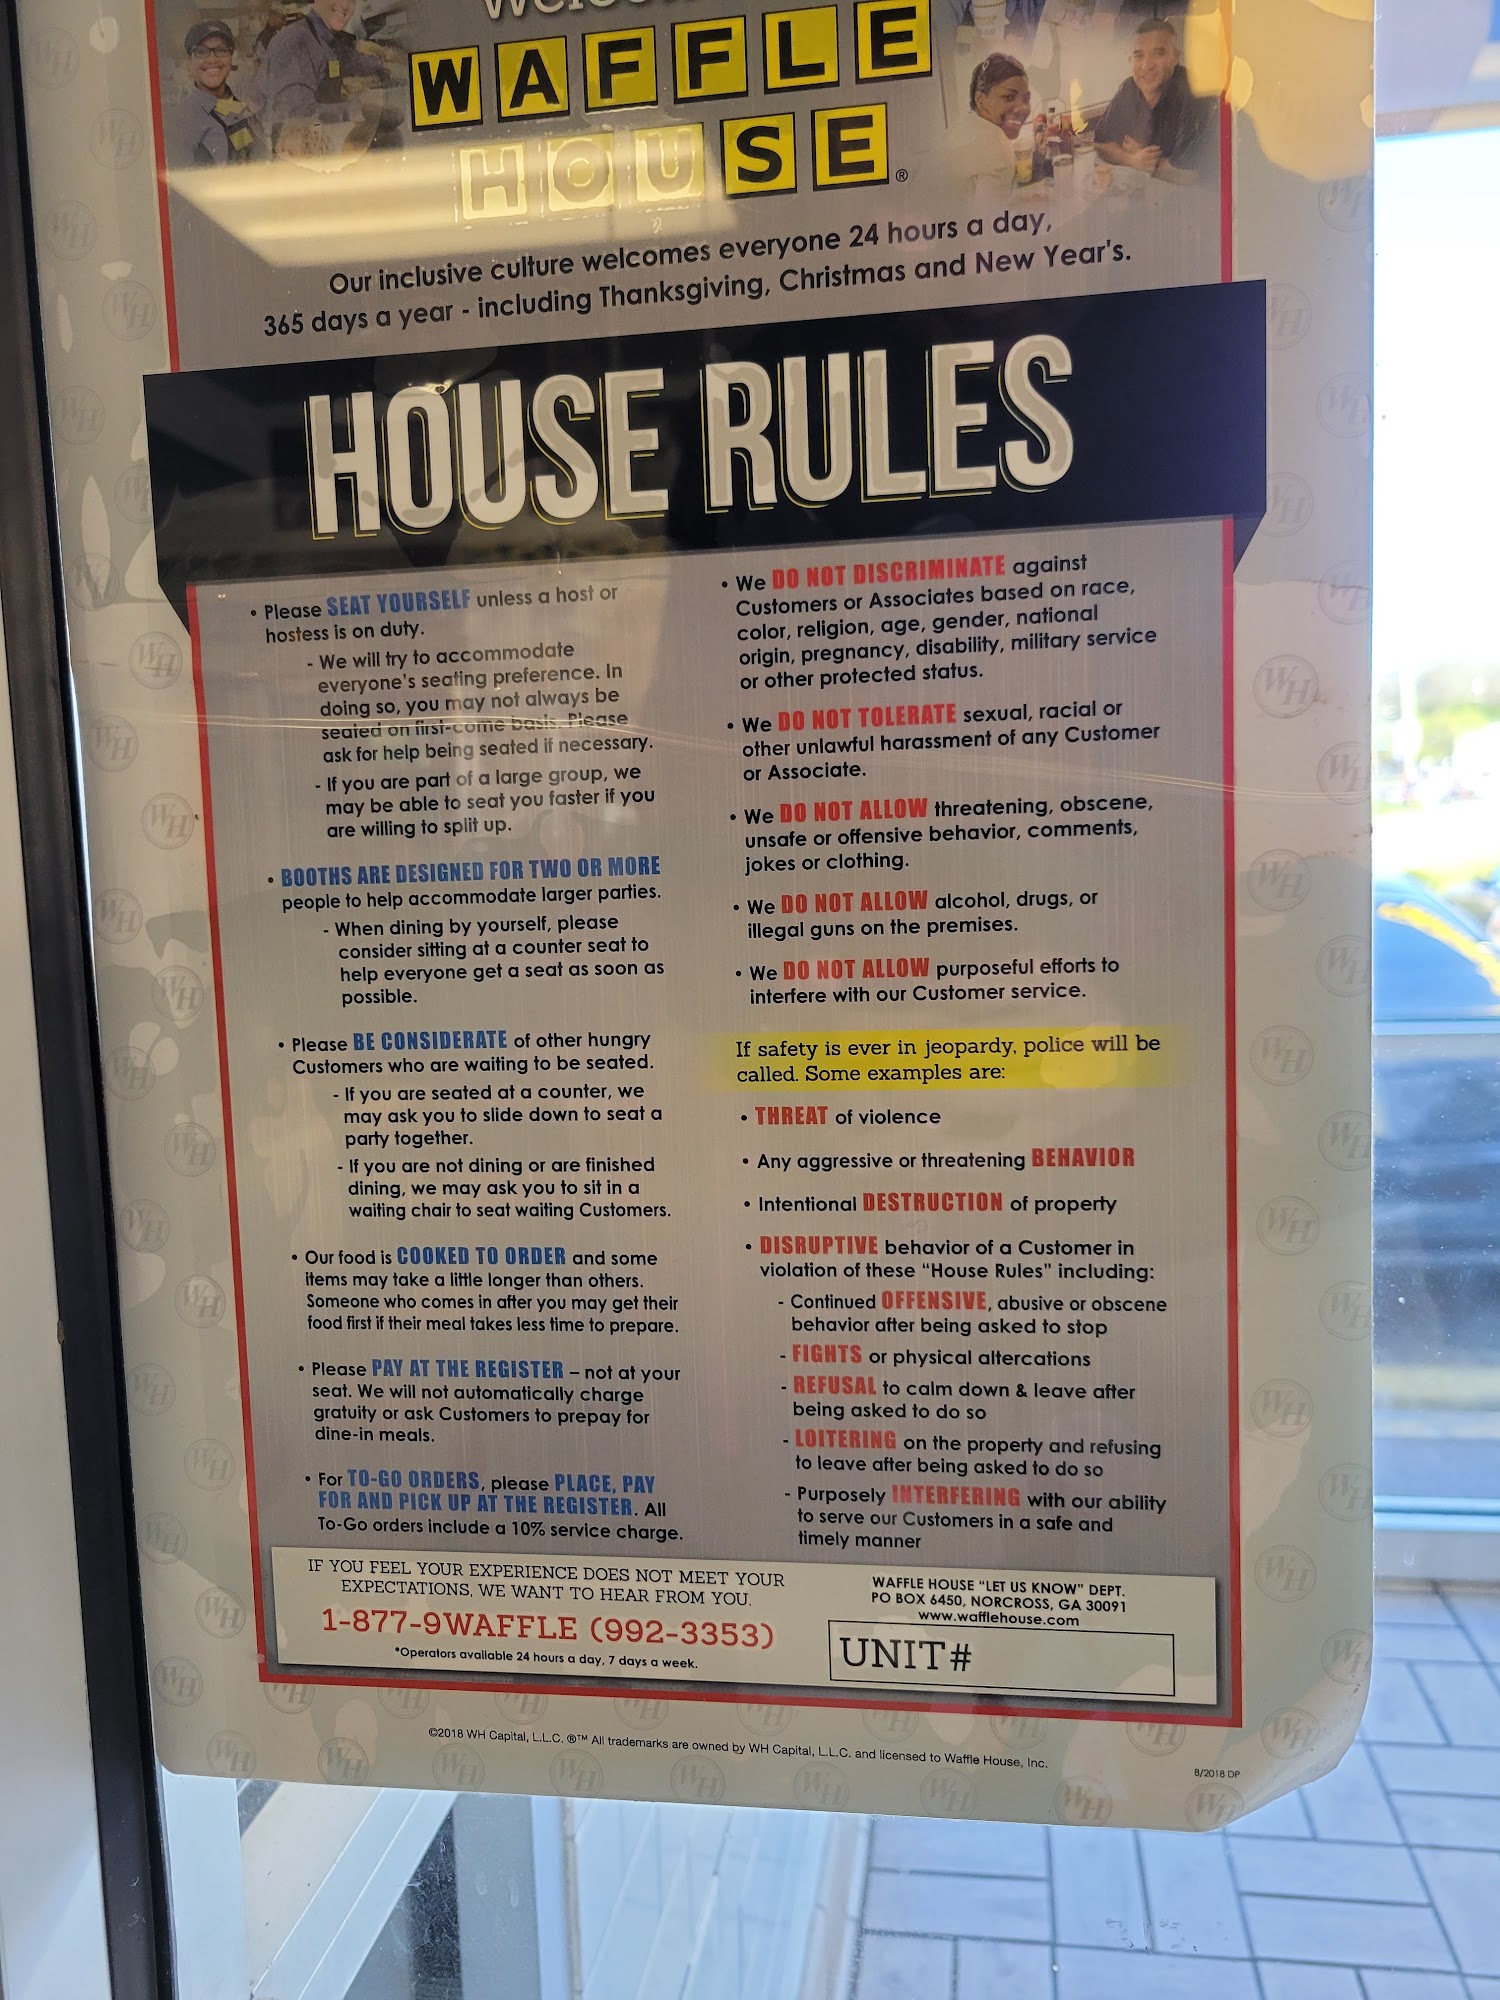 Welcome
WAFFLE
HOUSE®
Our inclusive culture welcomes everyone 24 hours a day,
365 days a year - including Thanksgiving, Christmas and New Year's.
HOUSE RULES
• Please SEAT YOURSELF unless a host or
hostess is on duty.
- We will try to accommodate
everyone's seating preference. In
doing so, you may not always be
seated on first-come basis. Please
ask for help being seated if necessary.
- If you are part of a large group, we
may be able to seat you faster if you
are willing to split up.
• BOOTHS ARE DESIGNED FOR TWO OR MORE
people to help accommodate larger parties.
- When dining by yourself, please
consider sitting at a counter seat to
help everyone get a seat as soon as
possible.
• Please BE CONSIDERATE of other hungry
Customers who are waiting to be seated.
- If you are seated at a counter, we
may ask you to slide down to seat a
party together.
- If you are not dining or are finished
dining, we may ask you to sit in a
waiting chair to seat waiting Customers.
• Our food is COOKED TO ORDER and some
items may take a little longer than others.
Someone who comes in after you may get their
food first if their meal takes less time to prepare.
• Please PAY AT THE REGISTER – not at your
seat. We will not automatically charge
gratuity or ask Customers to prepay for
dine-in meals.
• For TO-GO ORDERS, please PLACE, PAY
FOR AND PICK UP AT THE REGISTER. All
To-Go orders include a 10% service charge.
• We DO NOT DISCRIMINATE against
Customers or Associates based on race,
color, religion, age, gender, national
origin, pregnancy, disability, military service
or other protected status.
• We DO NOT TOLERATE sexual, racial or
other unlawful harassment of any Customer
or Associate.
• We DO NOT ALLOW threatening, obscene,
unsafe or offensive behavior, comments,
jokes or clothing.
• We DO NOT ALLOW alcohol, drugs, or
illegal guns on the premises.
• We DO NOT ALLOW purposeful efforts to
interfere with our Customer service.
If safety is ever in jeopardy, police will be
called. Some examples are:
• THREAT of violence
• Any aggressive or threatening BEHAVIOR
• Intentional DESTRUCTION of property
• DISRUPTIVE behavior of a Customer in
violation of these "House Rules" including:
- Continued OFFENSIVE, abusive or obscene
behavior after being asked to stop
- FIGHTS or physical altercations
- REFUSAL to calm down & leave after
being asked to do so
- LOITERING on the property and refusing
to leave after being asked to do so
- Purposely INTERFERING with our ability
to serve our Customers in a safe and
timely manner
IF YOU FEEL YOUR EXPERIENCE DOES NOT MEET YOUR
EXPECTATIONS, WE WANT TO HEAR FROM YOU.
1-877-9WAFFLE (992-3353)
*Operators available 24 hours a day, 7 days a week.
WAFFLE HOUSE "LET US KNOW" DEPT.
PO BOX 6450, NORCROSS, GA 30091
www.wafflehouse.com
UNIT#
©2018 WH Capital, L.L.C. ®™ All trademarks are owned by WH Capital, L.L.C. and licensed to Waffle House, Inc.
8/2018 DP